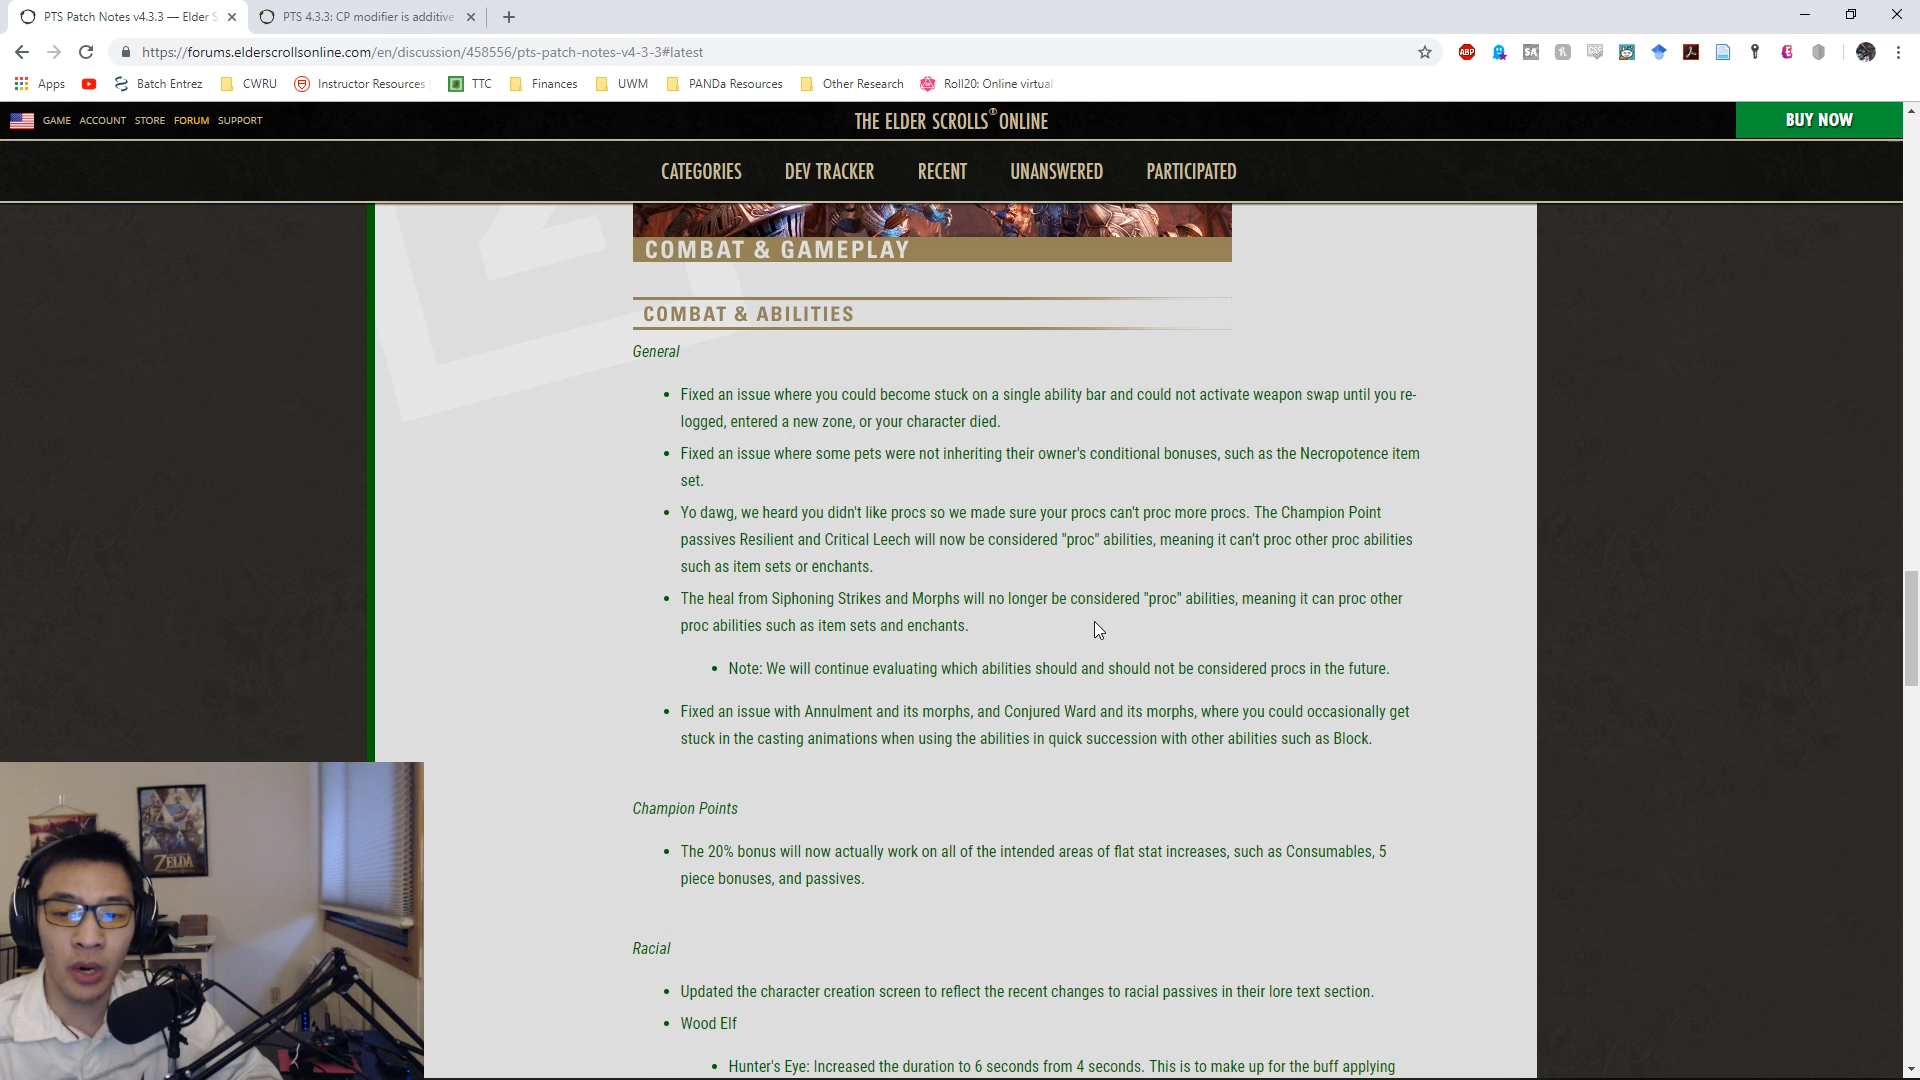 PTS Patch Notes v4.3.3 — Elder S
PTS 4.3.3: CP modifier is additive
https://forums.elderscrollsonline.com/en/discussion/458556/pts-patch-notes-v4-3-3#latest
Apps
Batch Entrez
CWRU
Instructor Resources
TTC
Finances
UWM
PANDa Resources
Other Research
Roll20: Online virtual
GAME ACCOUNT STORE FORUM SUPPORT
THE ELDER SCROLLS® ONLINE
BUY NOW
CATEGORIES DEV TRACKER RECENT UNANSWERED PARTICIPATED
COMBAT & GAMEPLAY
COMBAT & ABILITIES
General
• Fixed an issue where you could become stuck on a single ability bar and could not activate weapon swap until you re-
logged, entered a new zone, or your character died.
• Fixed an issue where some pets were not inheriting their owner's conditional bonuses, such as the Necropotence item
set.
• Yo dawg, we heard you didn't like procs so we made sure your procs can't proc more procs. The Champion Point
passives Resilient and Critical Leech will now be considered "proc" abilities, meaning it can't proc other proc abilities
such as item sets or enchants.
• The heal from Siphoning Strikes and Morphs will no longer be considered "proc" abilities, meaning it can proc other
proc abilities such as item sets and enchants.
• Note: We will continue evaluating which abilities should and should not be considered procs in the future.
• Fixed an issue with Annulment and its morphs, and Conjured Ward and its morphs, where you could occasionally get
stuck in the casting animations when using the abilities in quick succession with other abilities such as Block.
Champion Points
• The 20% bonus will now actually work on all of the intended areas of flat stat increases, such as Consumables, 5
piece bonuses, and passives.
Racial
• Updated the character creation screen to reflect the recent changes to racial passives in their lore text section.
• Wood Elf
• Hunter's Eye: Increased the duration to 6 seconds from 4 seconds. This is to make up for the buff applying
ZELDA